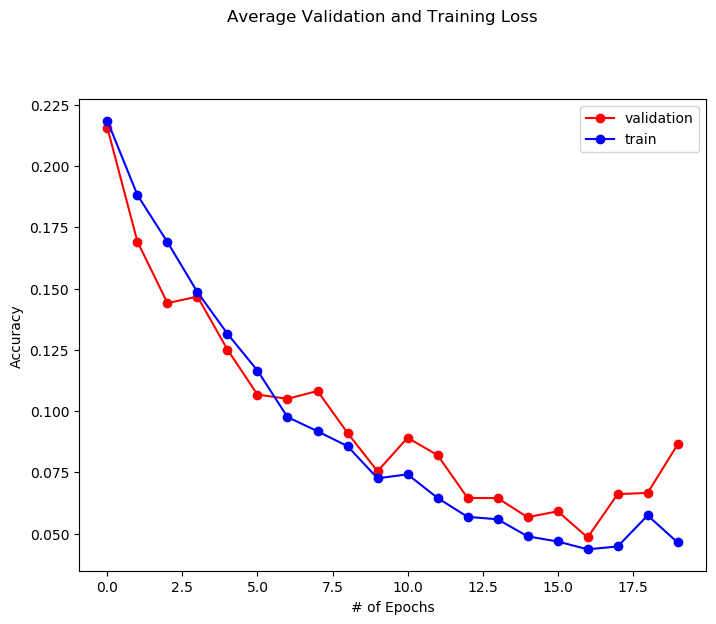 Average Validation and Training Loss
0.225
validation
train
0.200
0.175
0.150
0.125
0.100
0.075
0.050
Accuracy
0.0 2.5 5.0 7.5 10.0 12.5 15.0 17.5
# of Epochs